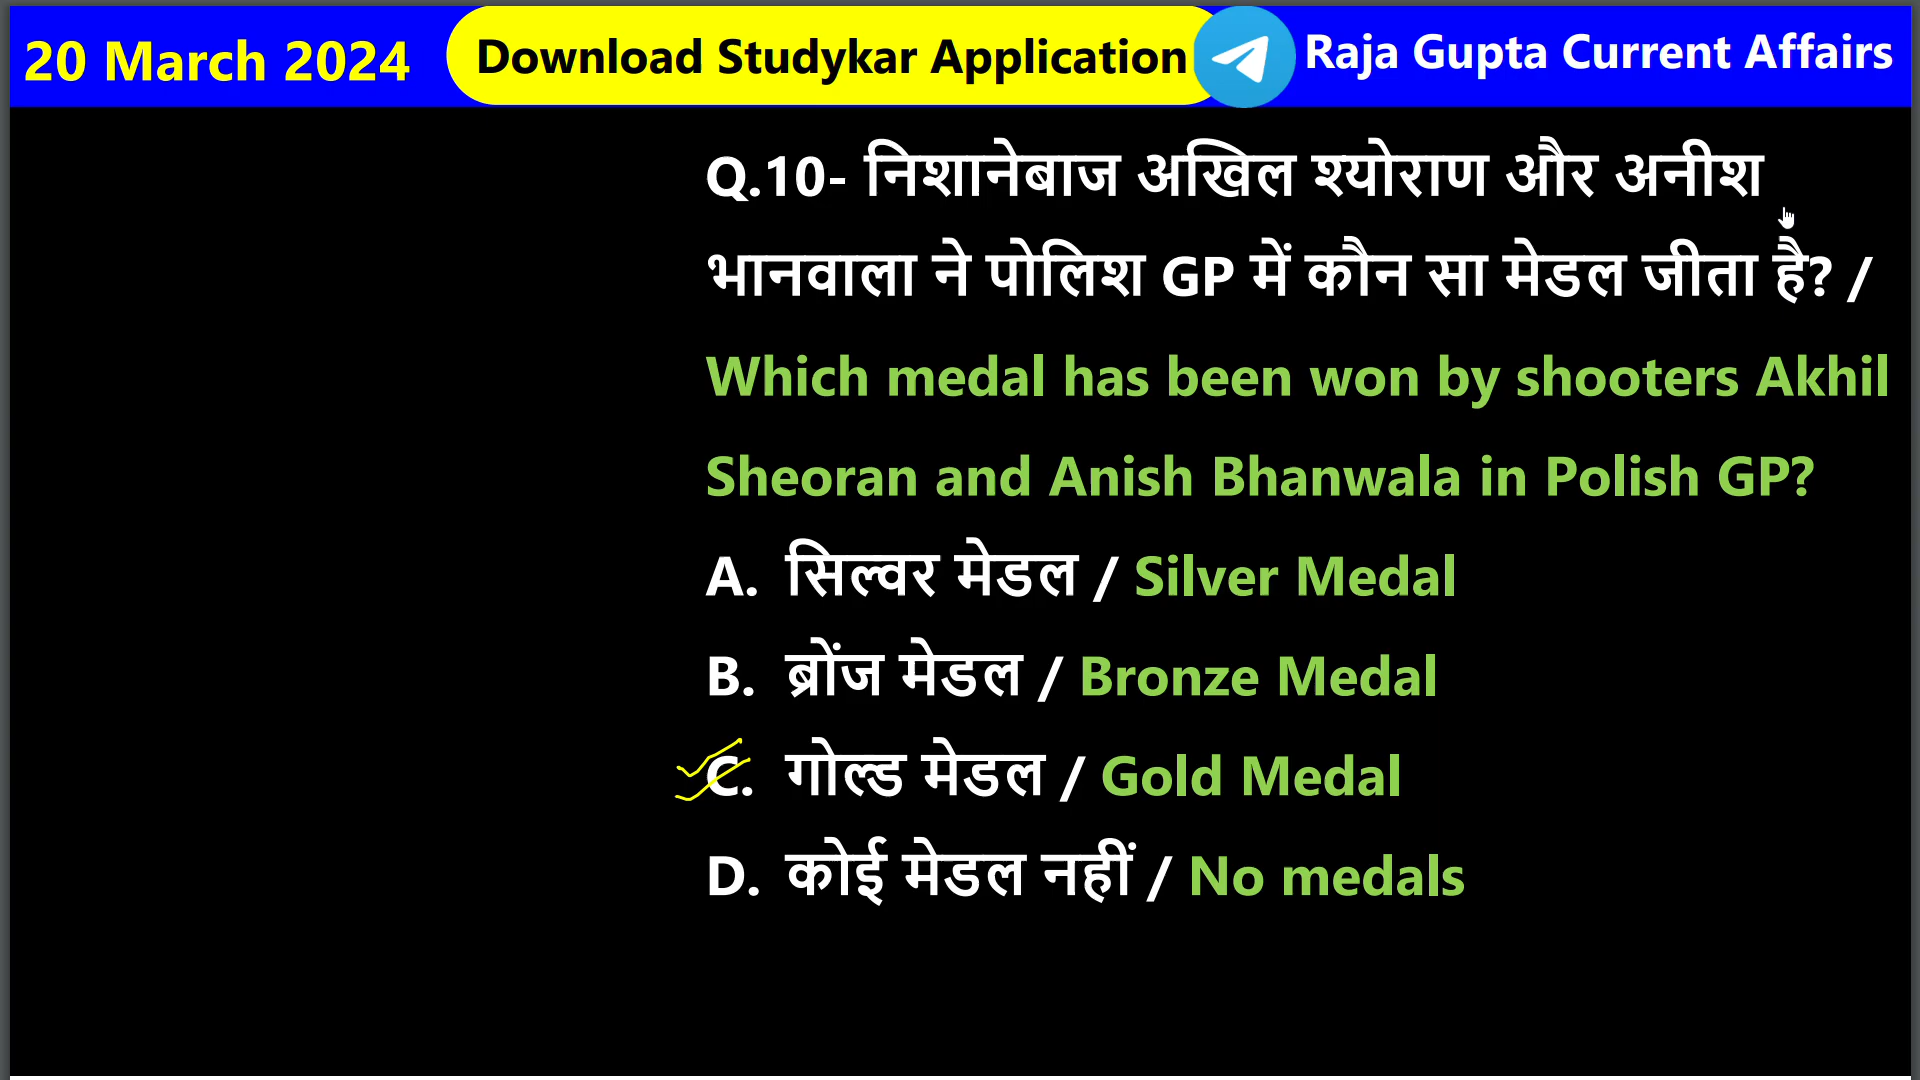 20 March 2024 Download Studykar Application Raja Gupta Current Affairs
Q.10- निशानेबाज अखिल श्योराण और अनीश
भानवाला ने पोलिश GP में कौन सा मेडल जीता है? /
Which medal has been won by shooters Akhil
Sheoran and Anish Bhanwala in Polish GP?
A. सिल्वर मेडल / Silver Medal
B. ब्रोंज मेडल / Bronze Medal
C. गोल्ड मेडल / Gold Medal
D. कोई मेडल नहीं / No medals